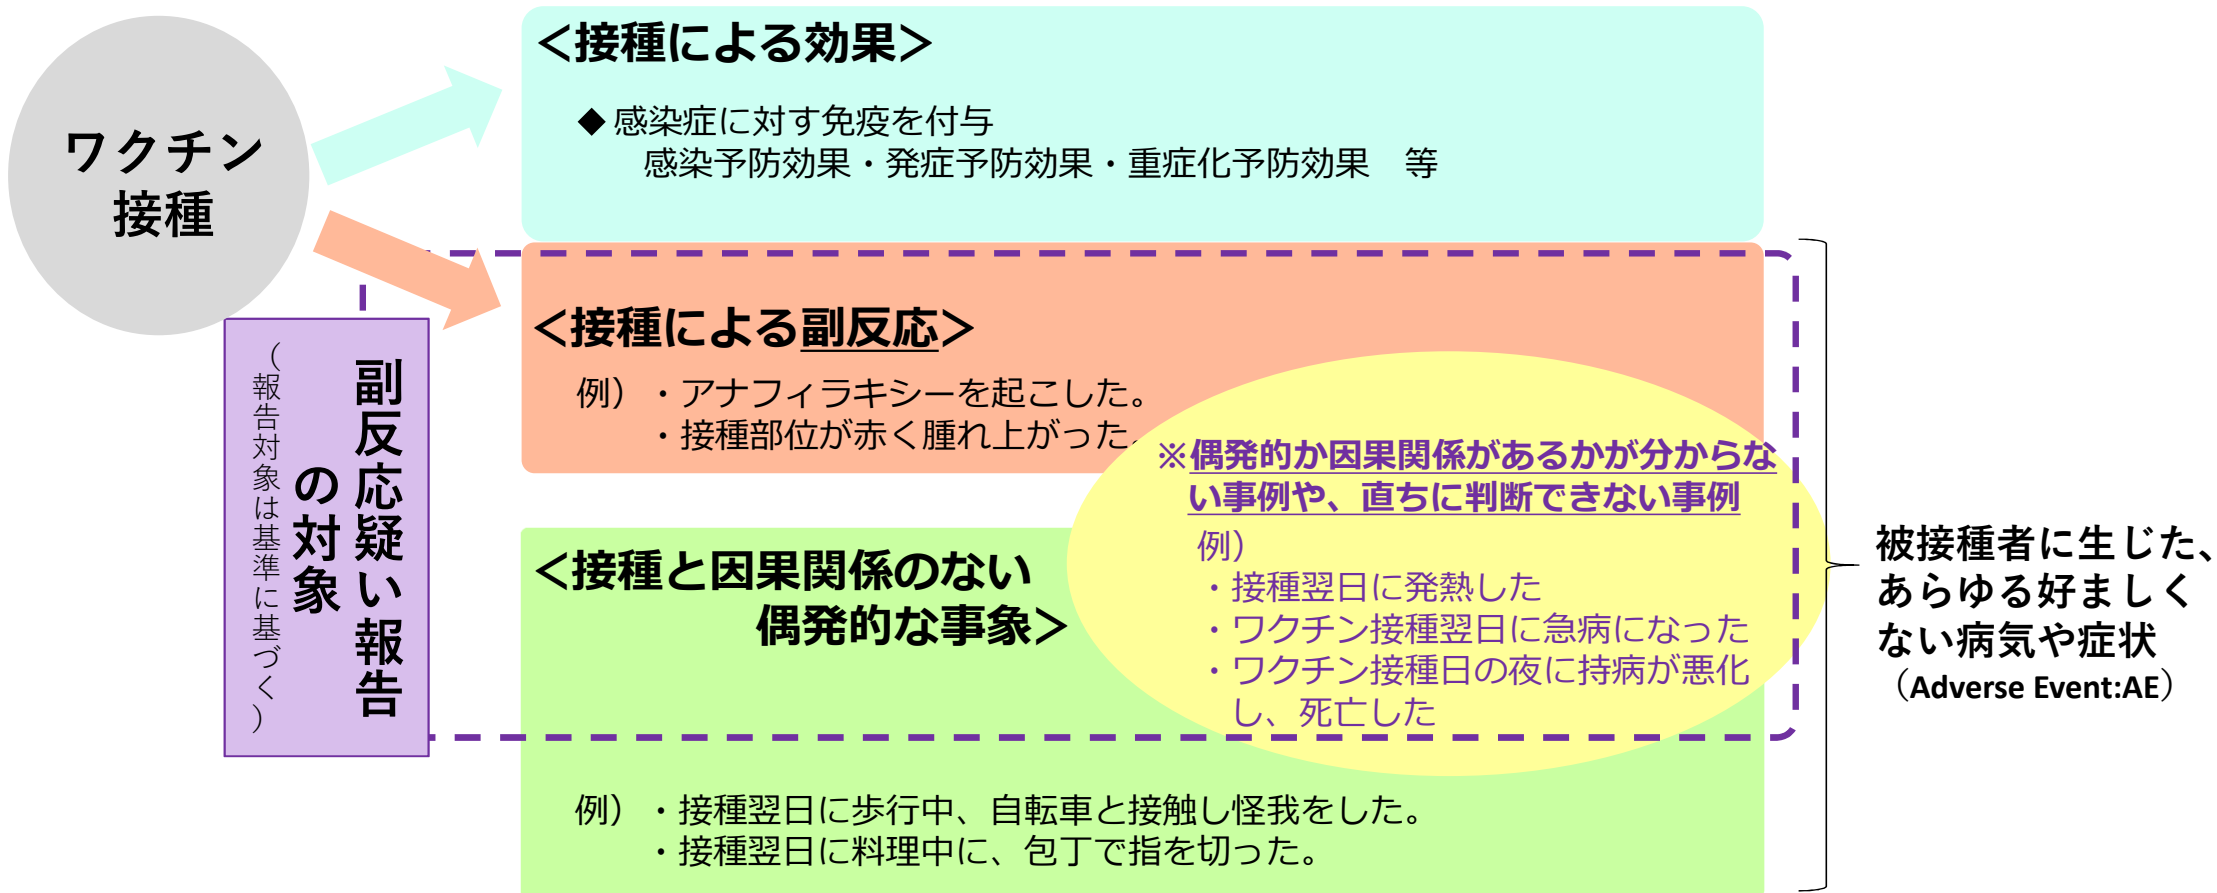 ワクチン
接種
＜接種による効果＞
◆ 感染症に対す免疫を付与
感染予防効果・発症予防効果・重症化予防効果　等
＜接種による副反応＞
例）・アナフィラキシーを起こした。
・接種部位が赤く腫れ上がった。
副反応疑い報告
の対象
（報告対象は基準に基づく）
※偶発的か因果関係があるかが分からな
い事例や、直ちに判断できない事例
例）
・接種翌日に発熱した
・ワクチン接種翌日に急病になった
・ワクチン接種日の夜に持病が悪化
し、死亡した
＜接種と因果関係のない
偶発的な事象＞
例）・接種翌日に歩行中、自転車と接触し怪我をした。
・接種翌日に料理中に、包丁で指を切った。
被接種者に生じた、
あらゆる好ましく
ない病気や症状
（Adverse Event:AE）